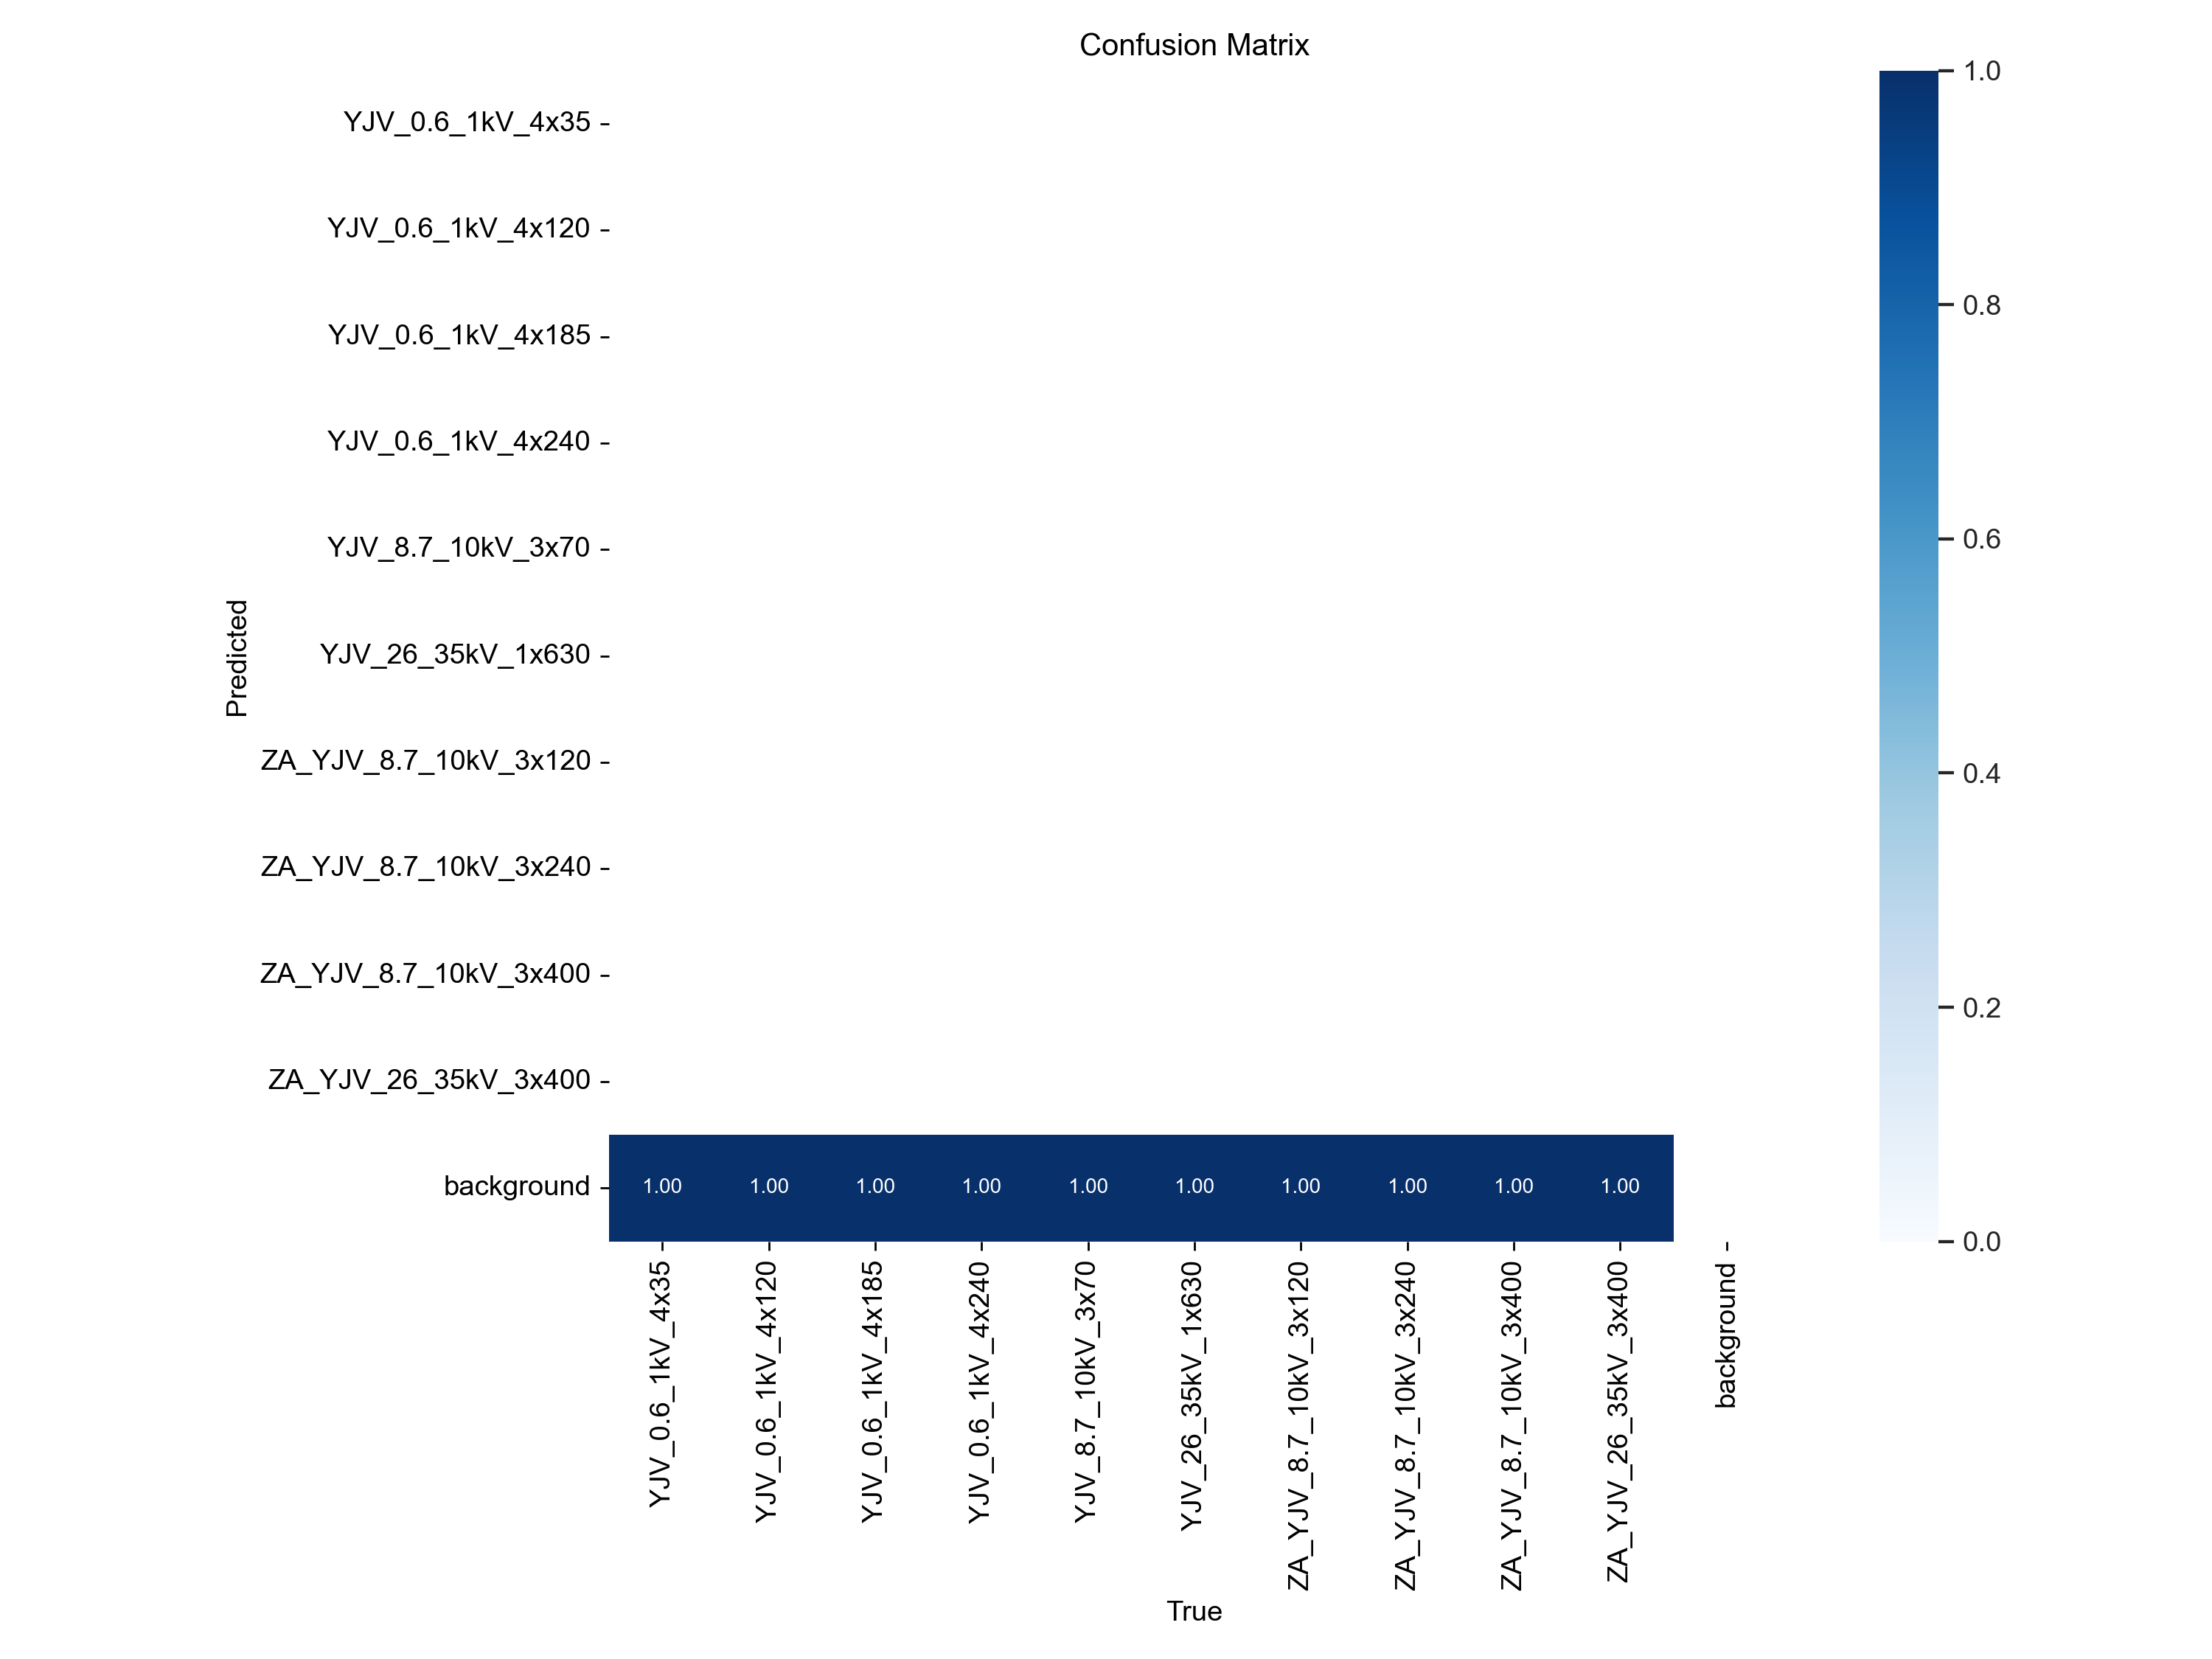 Confusion Matrix
YJV_0.6_1kV_4x35
YJV_0.6_1kV_4x120
YJV_0.6_1kV_4x185
YJV_0.6_1kV_4x240
YJV_8.7_10kV_3x70
YJV_26_35kV_1x630
ZA_YJV_8.7_10kV_3x120
ZA_YJV_8.7_10kV_3x240
ZA_YJV_8.7_10kV_3x400
ZA_YJV_26_35kV_3x400
background
Predicted
1.00 1.00 1.00 1.00 1.00 1.00 1.00 1.00 1.00 1.00
YJV_0.6_1kV_4x35
YJV_0.6_1kV_4x120
YJV_0.6_1kV_4x185
YJV_0.6_1kV_4x240
YJV_8.7_10kV_3x70
YJV_26_35kV_1x630
ZA_YJV_8.7_10kV_3x120
ZA_YJV_8.7_10kV_3x240
ZA_YJV_8.7_10kV_3x400
ZA_YJV_26_35kV_3x400
background
True
1.0
0.8
0.6
0.4
0.2
0.0